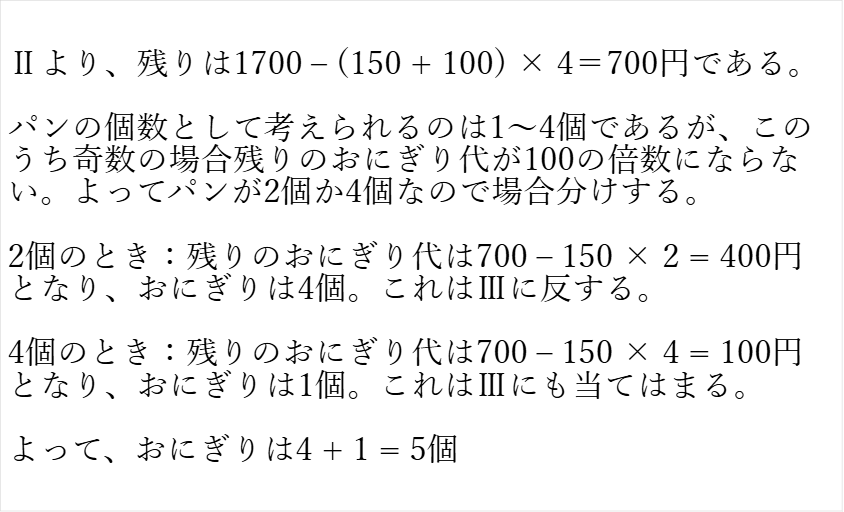 Ⅱより、残りは1700－(150 + 100) × 4＝700円である。
パンの個数として考えられるのは1～4個であるが、この
うち奇数の場合残りのおにぎり代が100の倍数にならな
い。よってパンが2個か4個なので場合分けする。
2個のとき：残りのおにぎり代は700－150 × 2 = 400円
となり、おにぎりは4個。これはⅢに反する。
4個のとき：残りのおにぎり代は700－150 × 4 = 100円
となり、おにぎりは1個。これはⅢにも当てはまる。
よって、おにぎりは4 + 1 = 5個